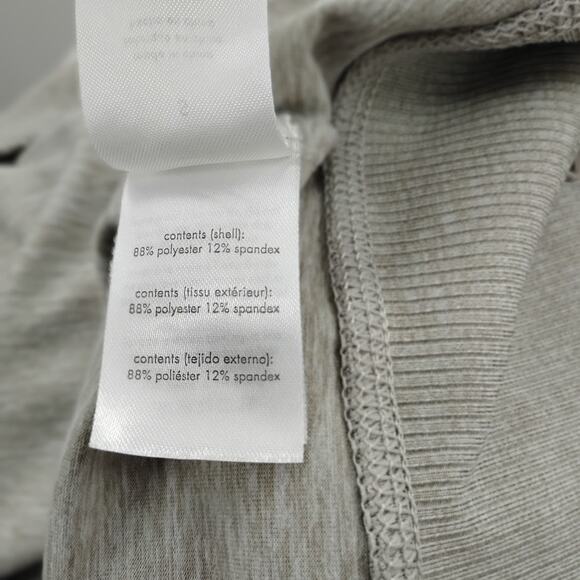 contents (shell):
88% polyester 12% spandex
contents (tissu extérieur):
88% polyester 12% spandex
contents (tejido externo):
88% poliéster 12% spandex